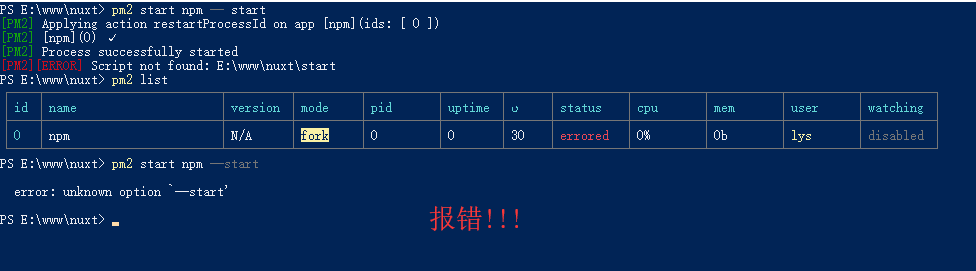 PS E:\www\nuxt> pm2 start npm -- start
[PM2] Applying action restartProcessId on app [npm](ids: [ 0 ])
[PM2] [npm](0) ✓
[PM2] Process successfully started
[PM2][ERROR] Script not found: E:\www\nuxt\start
PS E:\www\nuxt> pm2 list
id name version mode pid uptime ↺ status cpu mem user watching
0 npm N/A fork 0 0 30 errored 0% 0b lys disabled
PS E:\www\nuxt> pm2 start npm --start
error: unknown option `--start'
PS E:\www\nuxt>
报错!!!